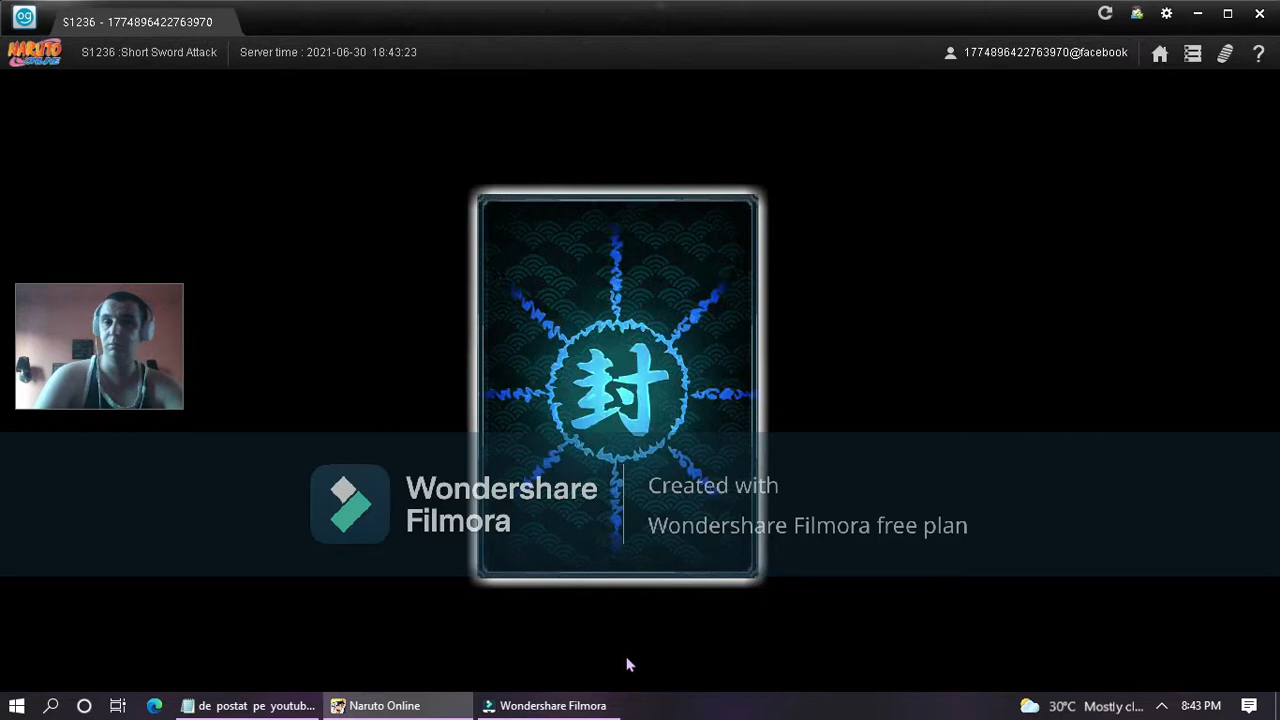 S1236 - 1774896422763970
NARUTO
ONLINE
S1236 :Short Sword Attack
Server time : 2021-06-30 18:43:23
1774896422763970@facebook
封
Wondershare
Filmora
Created with
Wondershare Filmora free plan
de postat pe youtub...
Naruto Online
Wondershare Filmora
30°C Mostly cl...
8:43 PM